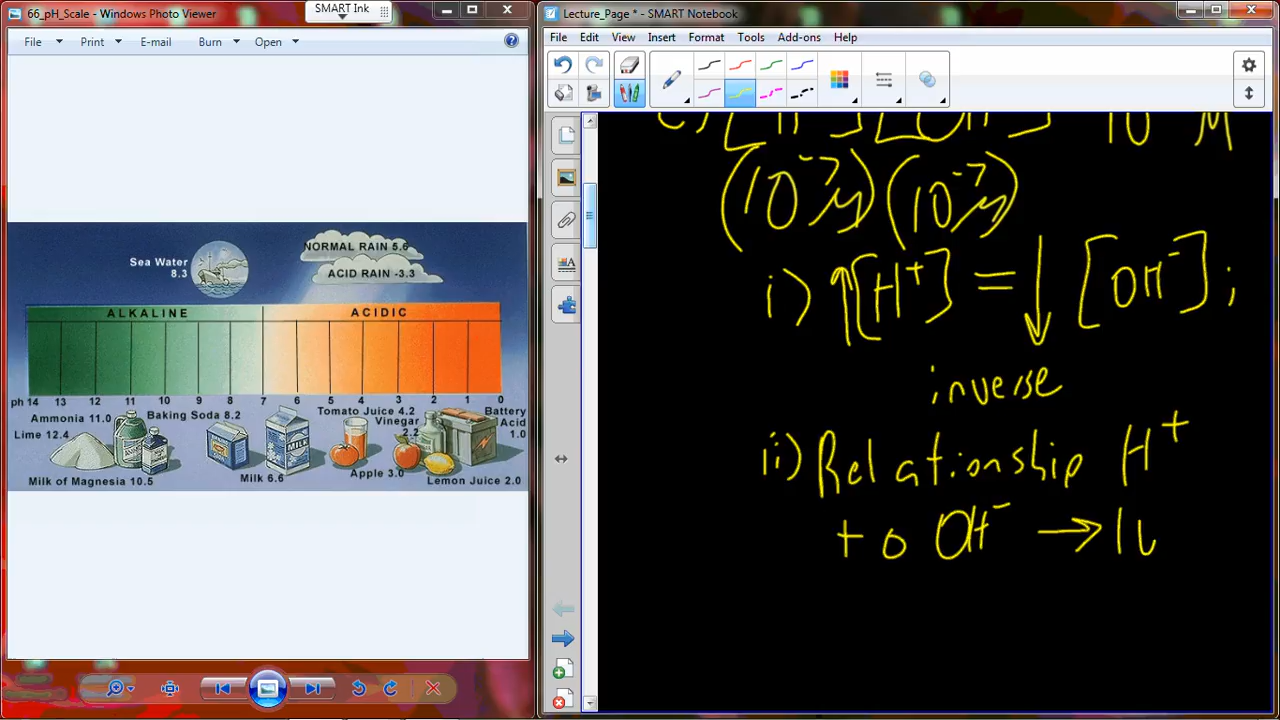 66_pH_Scale - Windows Photo Viewer
SMART Ink
File Print E-mail Burn Open
Sea Water
8.3
NORMAL RAIN 5.6
ACID RAIN -3.3
ALKALINE ACIDIC
ph 14 13 12 11 10 9 8 7 6 5 4 3 2 1 0
Ammonia 11.0
Baking Soda 8.2
Tomato Juice 4.2
Battery
Acid
1.0
Vinegar
2.2
Lime 12.4
MILK
Milk of Magnesia 10.5
Milk 6.6
Apple 3.0
Lemon Juice 2.0
Lecture_Page * - SMART Notebook
File Edit View Insert Format Tools Add-ons Help
(10⁻⁷M)(10⁻⁷M)
i) ↑[H⁺] = ↓ [OH⁻];
inverse
ii) Relationship H⁺
to OH⁻ →